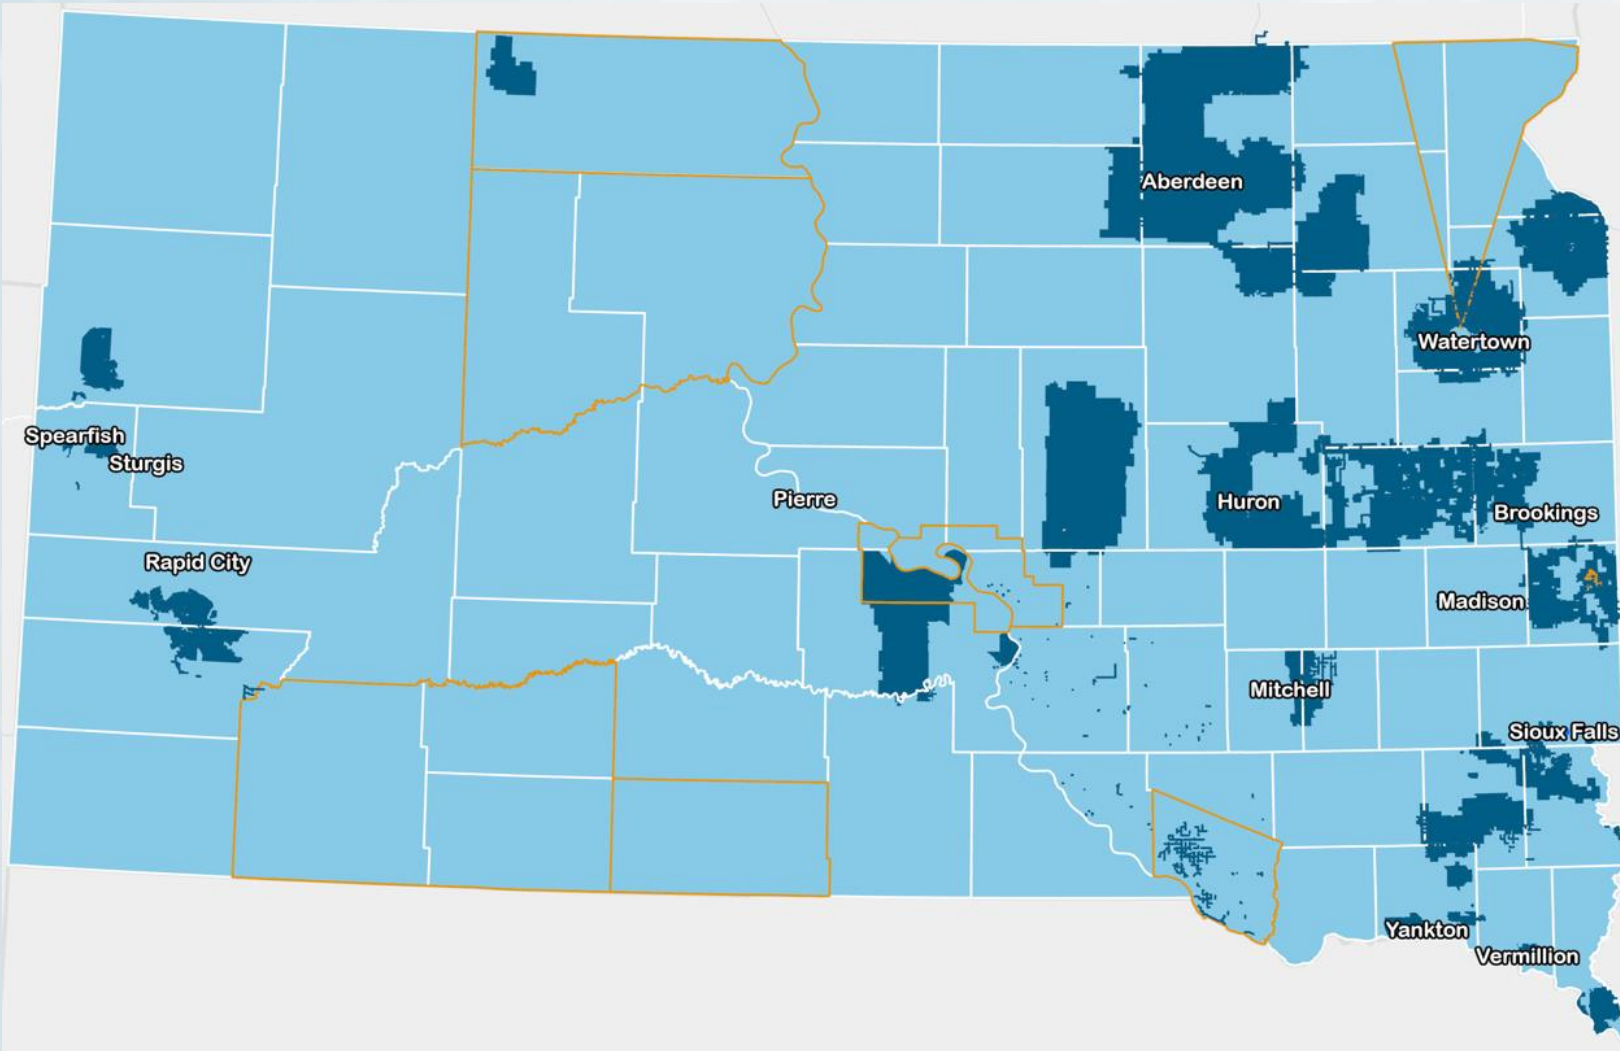 Aberdeen
Watertown
Spearfish
Sturgis
Pierre
Huron
Brookings
Rapid City
Madison
Mitchell
Sioux Falls
Yankton
Vermillion